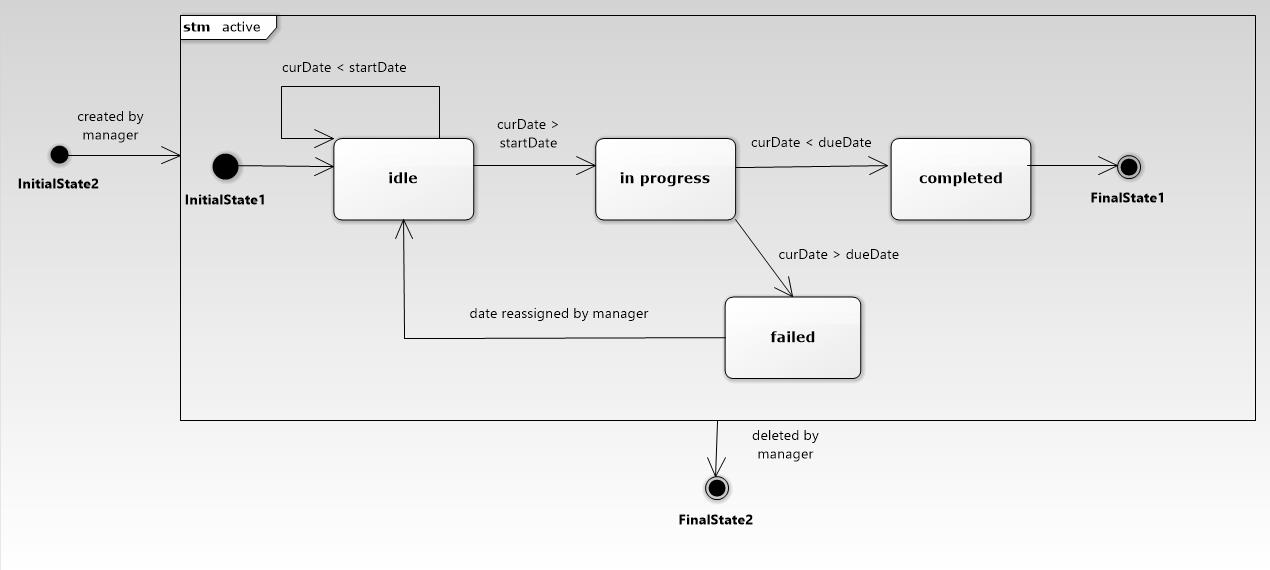 stm active
curDate < startDate
created by
manager
curDate >
startDate
curDate < dueDate
idle
in progress
completed
InitialState2
InitialState1
FinalState1
curDate > dueDate
date reassigned by manager
failed
deleted by
manager
FinalState2